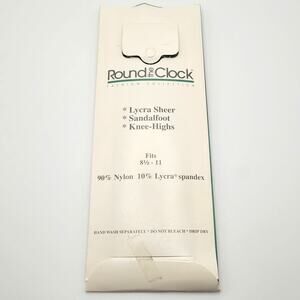 Round the Clock®
FASHION COLLECTION
* Lycra Sheer
* Sandalfoot
* Knee-Highs
Fits
8½ - 11
90% Nylon 10% Lycra® spandex
HAND WASH SEPARATELY * DO NOT BLEACH * DRIP DRY